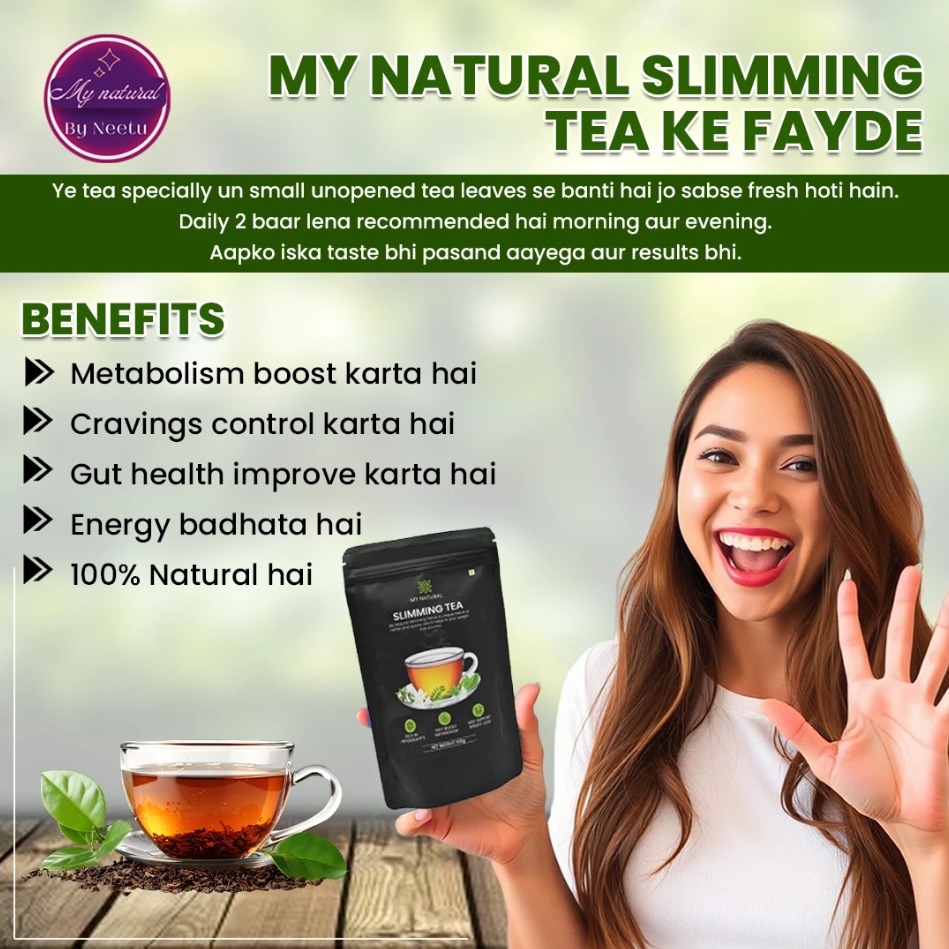 My natural
By Neetu
MY NATURAL SLIMMING
TEA KE FAYDE
Ye tea specially un small unopened tea leaves se banti hai jo sabse fresh hoti hain.
Daily 2 baar lena recommended hai morning aur evening.
Aapko iska taste bhi pasand aayega aur results bhi.
BENEFITS
Metabolism boost karta hai
Cravings control karta hai
Gut health improve karta hai
Energy badhata hai
100% Natural hai
MY NATURAL
SLIMMING TEA